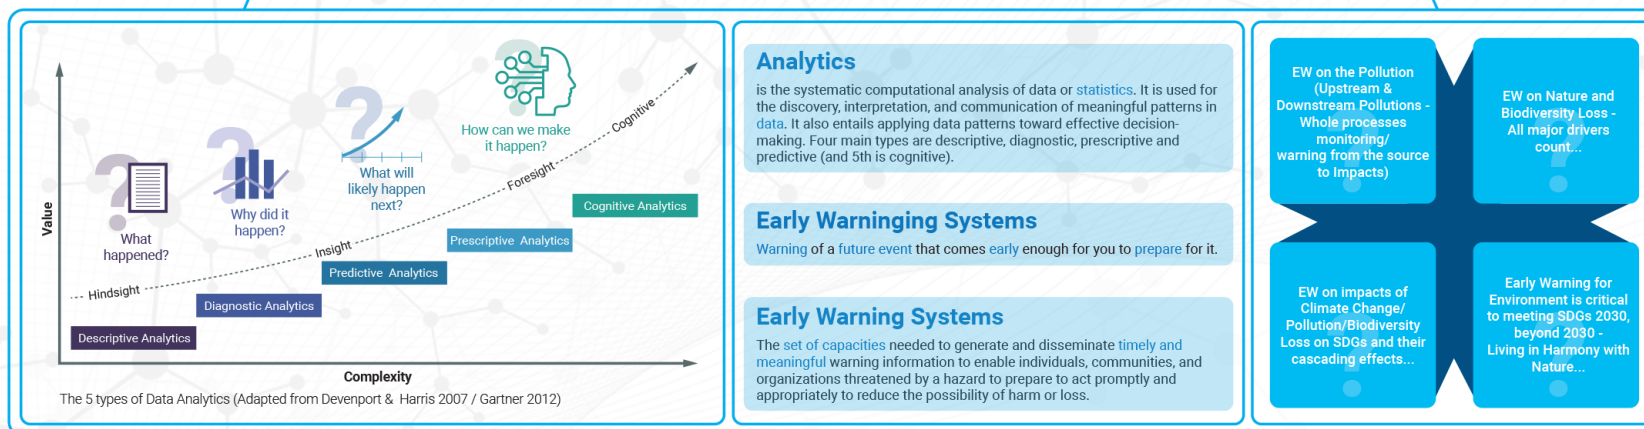 Value
What
happened?
Why did it
happen?
What will
likely happen
next?
How can we make
it happen?
Hindsight
Insight
Foresight
Cognitive
Descriptive Analytics
Diagnostic Analytics
Predictive Analytics
Prescriptive Analytics
Cognitive Analytics
Complexity
The 5 types of Data Analytics (Adapted from Devenport & Harris 2007 / Gartner 2012)
Analytics
is the systematic computational analysis of data or statistics. It is used for
the discovery, interpretation, and communication of meaningful patterns in
data. It also entails applying data patterns toward effective decision-
making. Four main types are descriptive, diagnostic, prescriptive and
predictive (and 5th is cognitive).
Early Warninging Systems
Warning of a future event that comes early enough for you to prepare for it.
Early Warning Systems
The set of capacities needed to generate and disseminate timely and
meaningful warning information to enable individuals, communities, and
organizations threatened by a hazard to prepare to act promptly and
appropriately to reduce the possibility of harm or loss.
EW on the Pollution
(Upstream &
Downstream Pollutions -
Whole processes
monitoring/
warning from the source
to Impacts)
EW on Nature and
Biodiversity Loss -
All major drivers
count...
EW on impacts of
Climate Change/
Pollution/Biodiversity
Loss on SDGs and their
cascading effects...
Early Warning for
Environment is critical
to meeting SDGs 2030,
beyond 2030 -
Living in Harmony with
Nature...